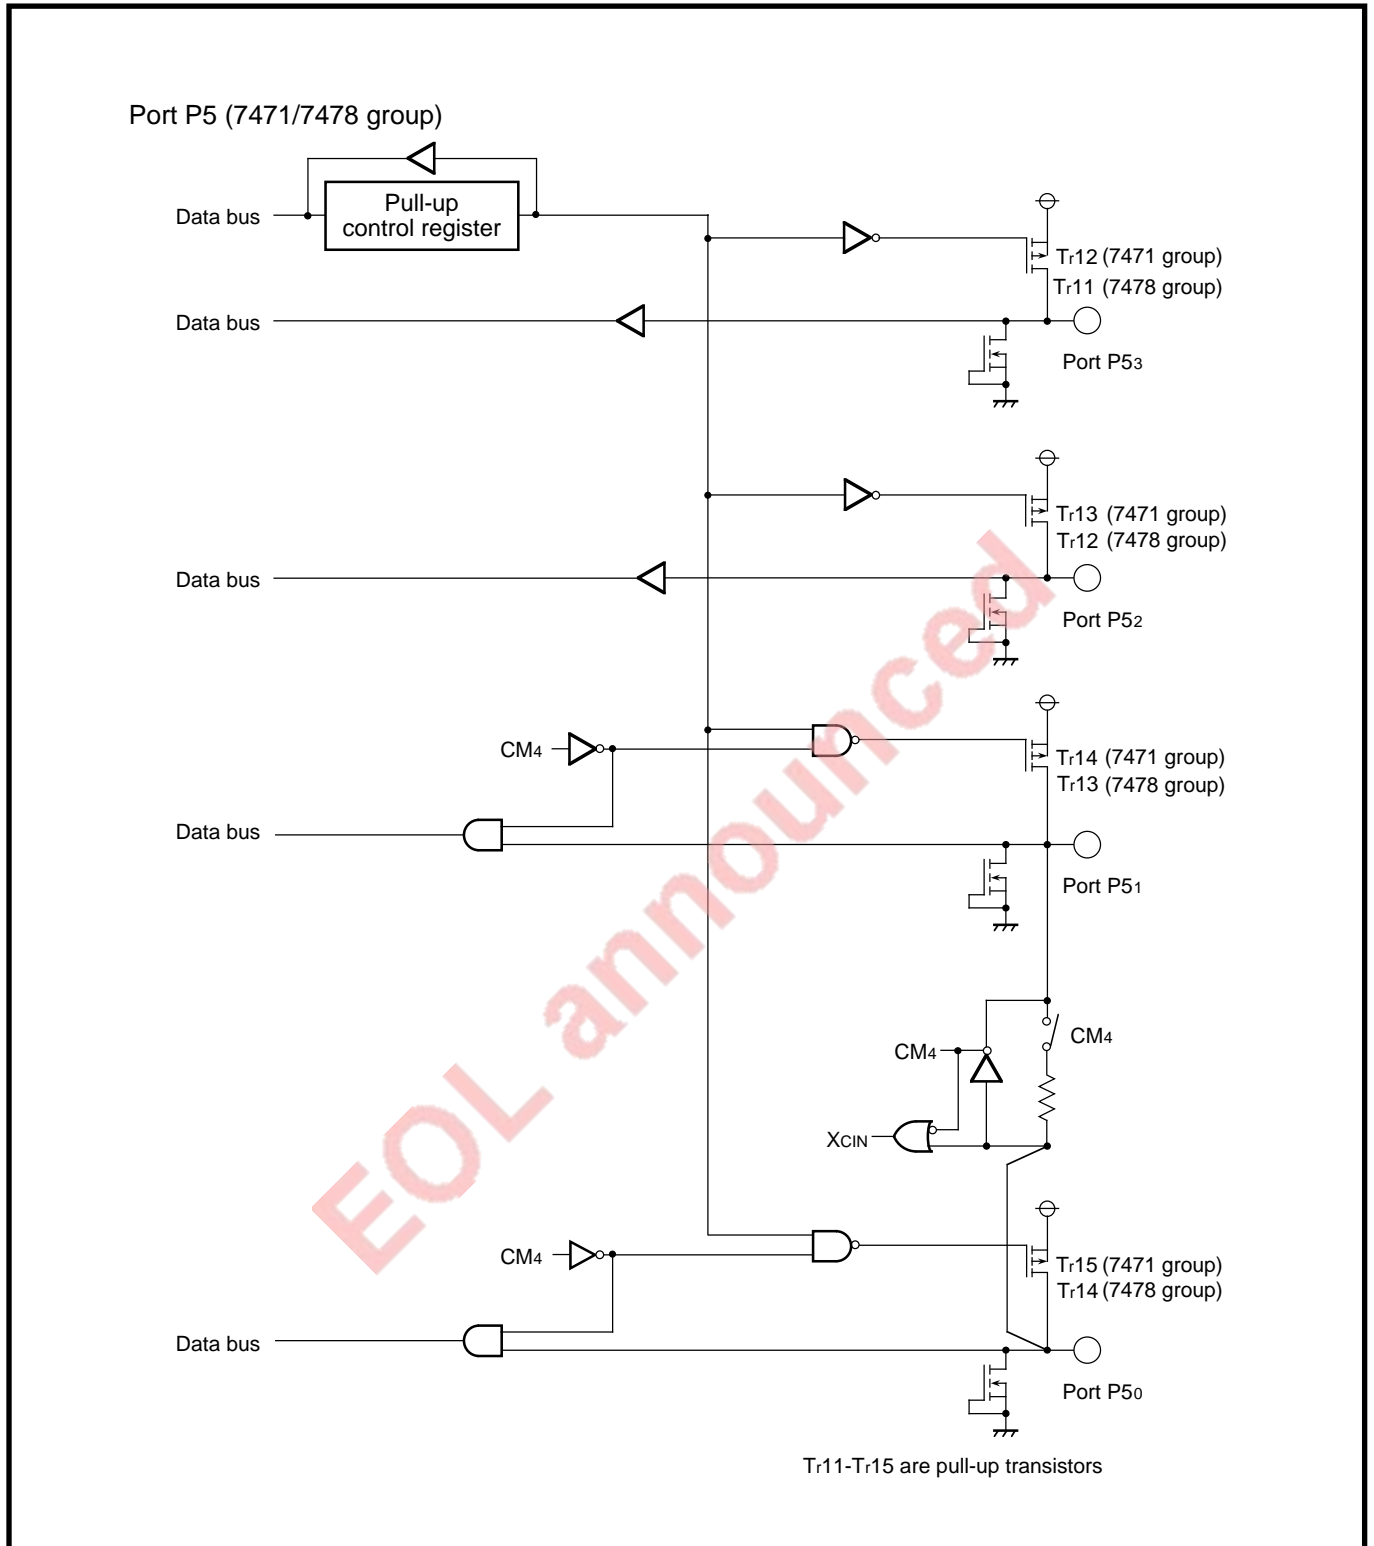 Port P5 (7471/7478 group)
Data bus
Pull-up
control register
Tr12 (7471 group)
Tr11 (7478 group)
Data bus
Port P53
Tr13 (7471 group)
Tr12 (7478 group)
Data bus
Port P52
CM4
Tr14 (7471 group)
Tr13 (7478 group)
Data bus
Port P51
CM4
CM4
XCIN
CM4
Tr15 (7471 group)
Tr14 (7478 group)
Data bus
Port P50
Tr11-Tr15 are pull-up transistors
EOL announced